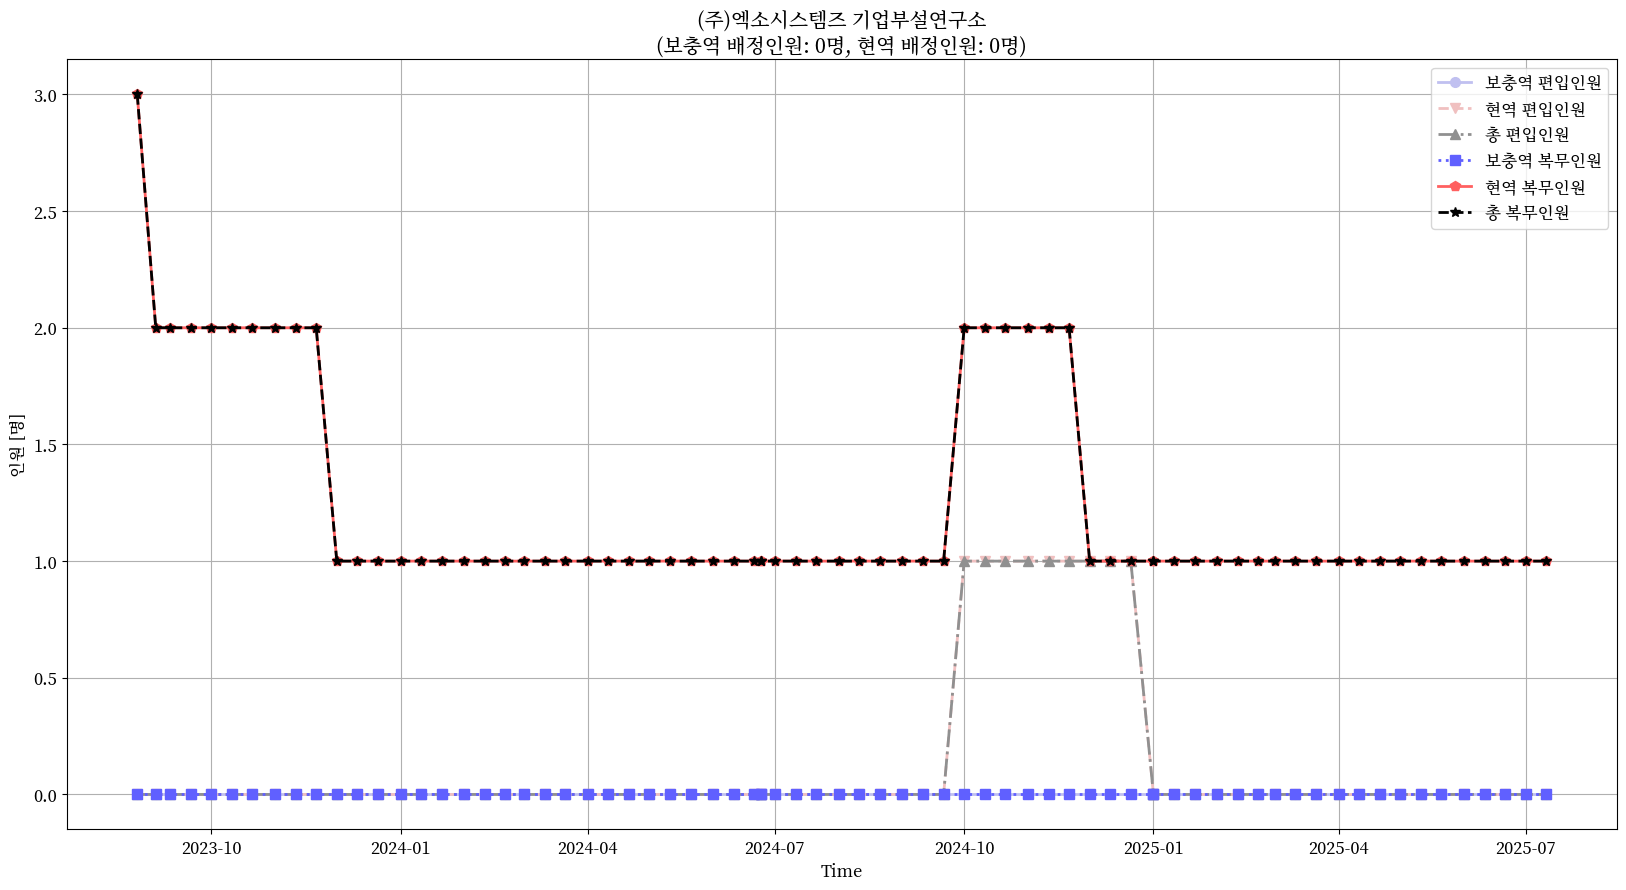 (주)엑소시스템즈 기업부설연구소
(보충역 배정인원: 0명, 현역 배정인원: 0명)
보충역 편입인원
현역 편입인원
총 편입인원
보충역 복무인원
현역 복무인원
총 복무인원
인원 [명]
3.0
2.5
2.0
1.5
1.0
0.5
0.0
2023-10
2024-01
2024-04
2024-07
2024-10
2025-01
2025-04
2025-07
Time